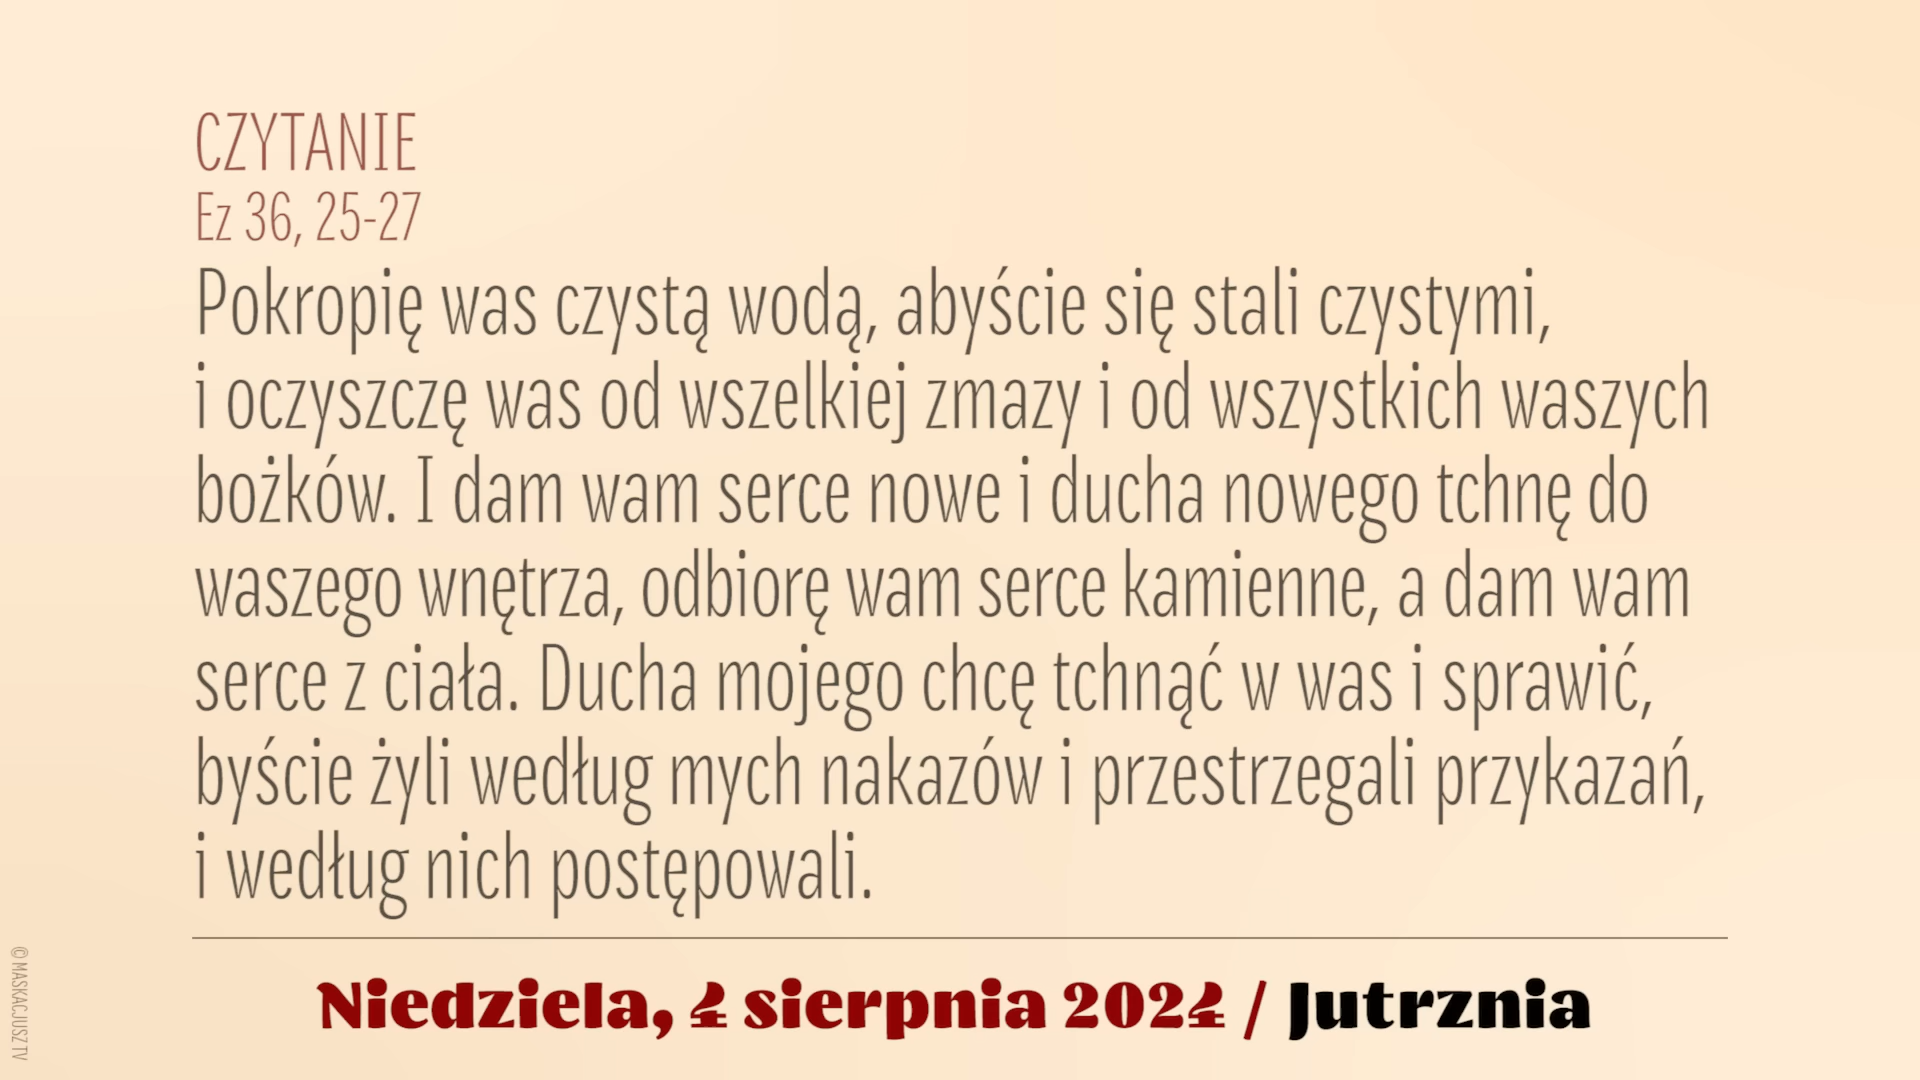 CZYTANIE
Ez 36, 25-27
Pokropię was czystą wodą, abyście się stali czystymi,
i oczyszczę was od wszelkiej zmazy i od wszystkich waszych
bożków. I dam wam serce nowe i ducha nowego tchnę do
waszego wnętrza, odbiorę wam serce kamienne, a dam wam
serce z ciała. Ducha mojego chcę tchnąć w was i sprawić,
byście żyli według mych nakazów i przestrzegali przykazań,
i według nich postępowali.
Niedziela, 4 sierpnia 2024 / Jutrznia
© MASKACJUSZ TV